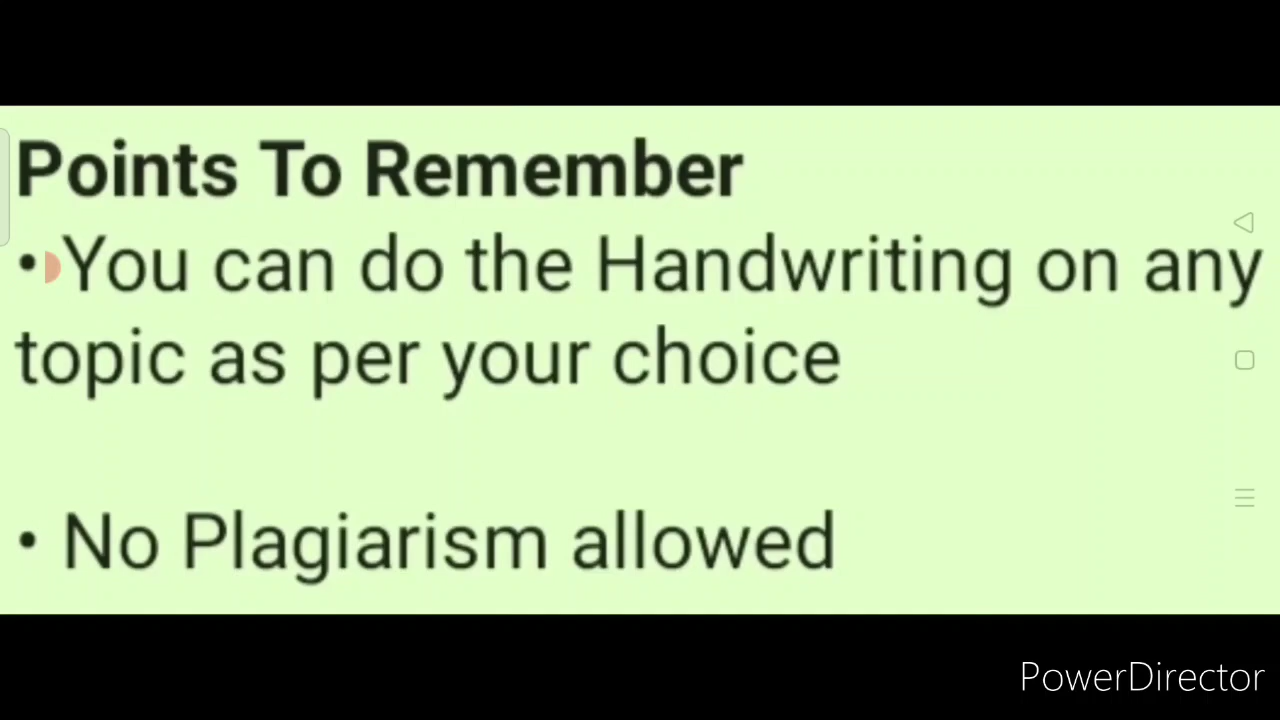 Points To Remember
• You can do the Handwriting on any
topic as per your choice
• No Plagiarism allowed
PowerDirector